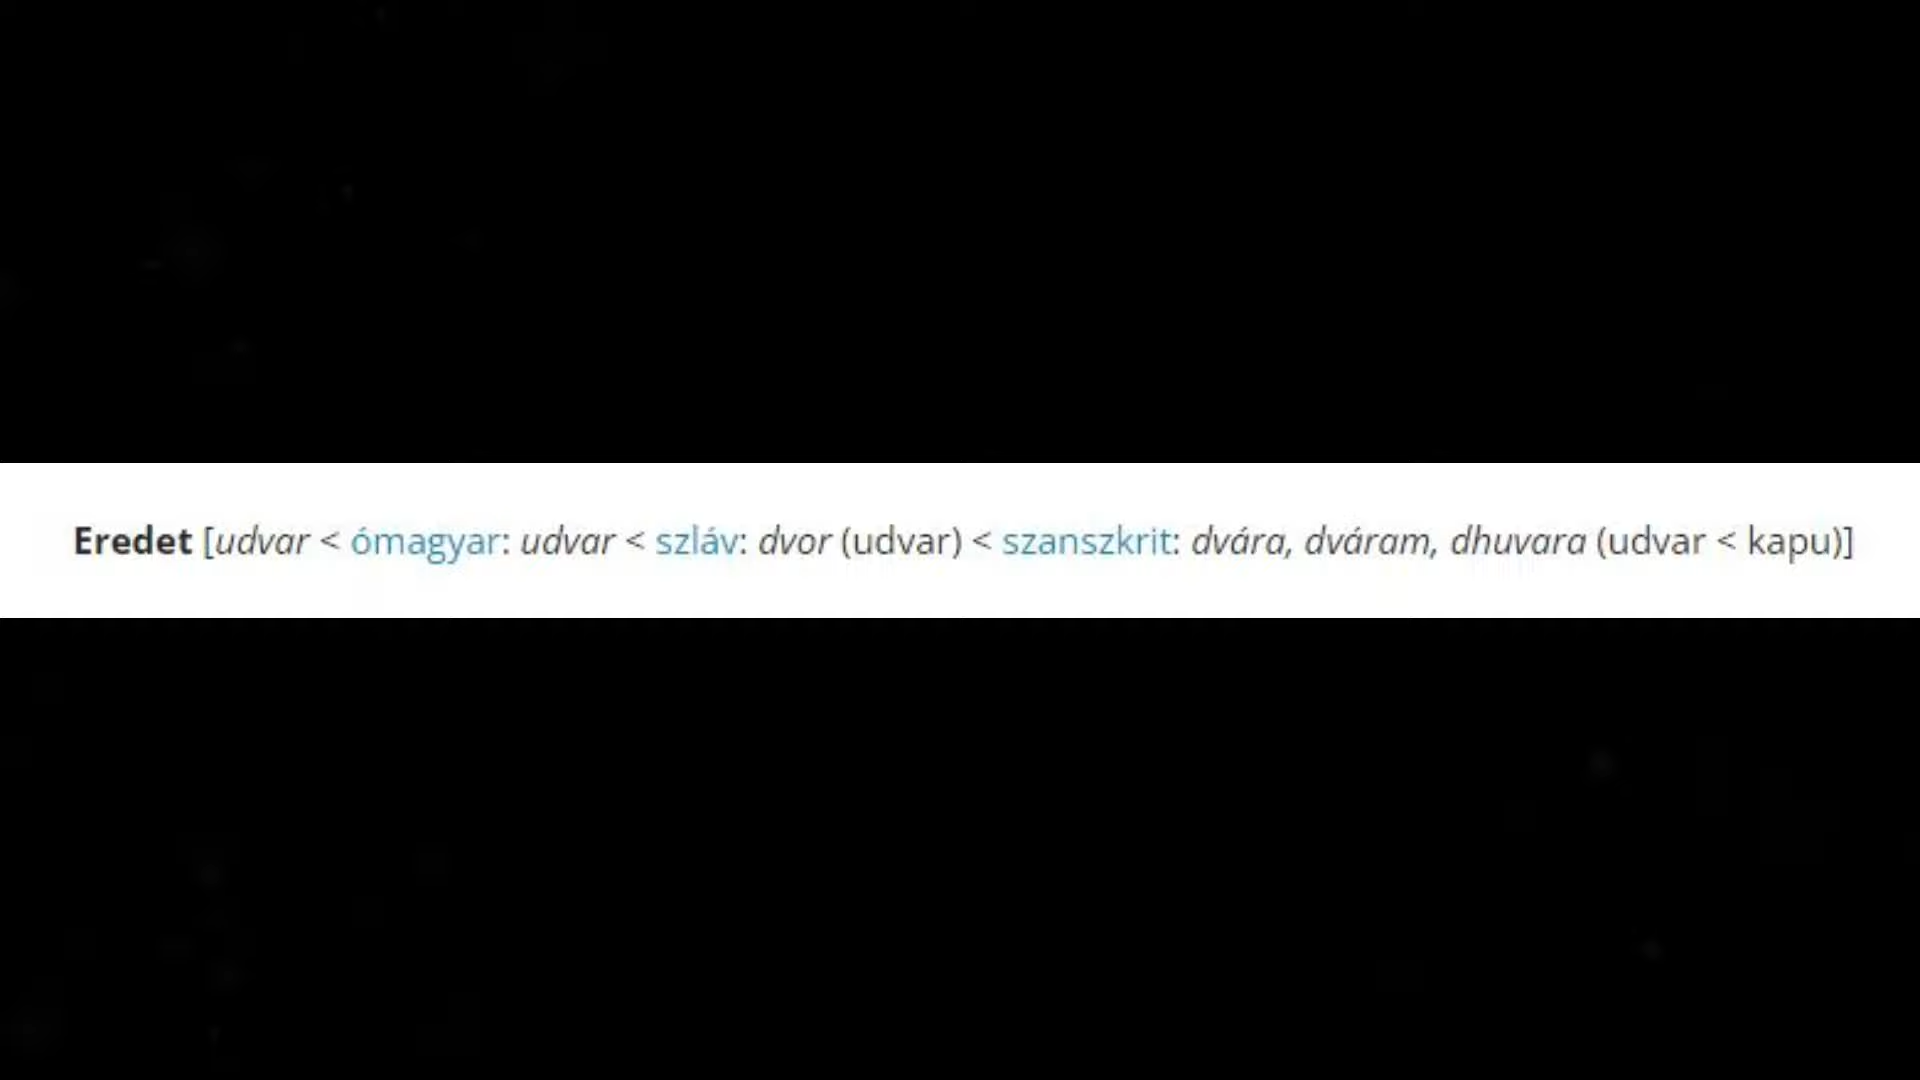 Eredet [udvar < ómagyar: udvar < szláv: dvor (udvar) < szanszkrit: dvára, dváram, dhuvara (udvar < kapu)]